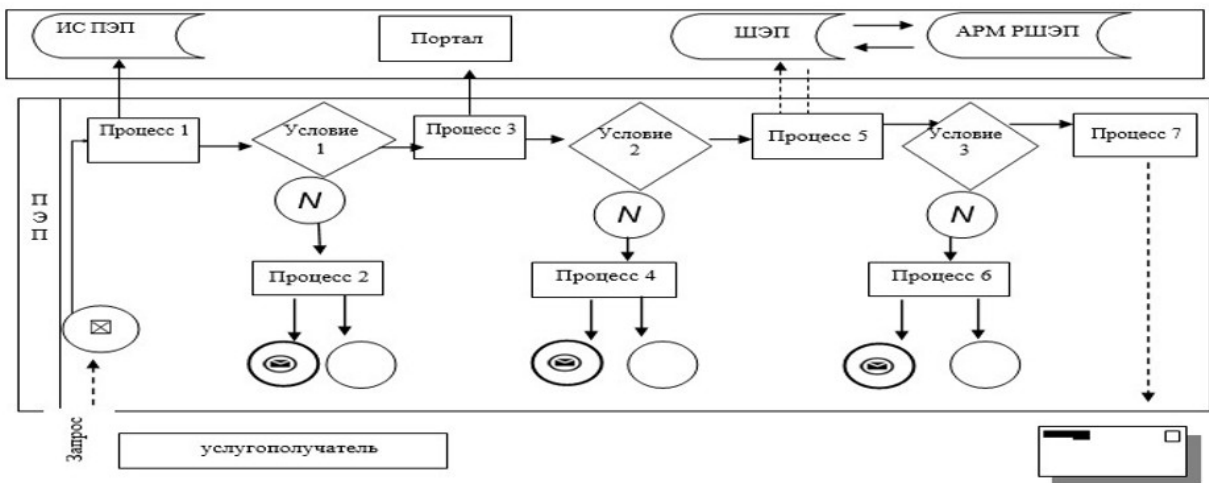 ИС ПЭП
Портал
ШЭП
АРМ РШЭП
ПЭП
Процесс 1
Условие
1
Процесс 3
Условие
2
Процесс 5
Условие
3
Процесс 7
N
N
N
Процесс 2
Процесс 4
Процесс 6
Запрос
услугополучатель